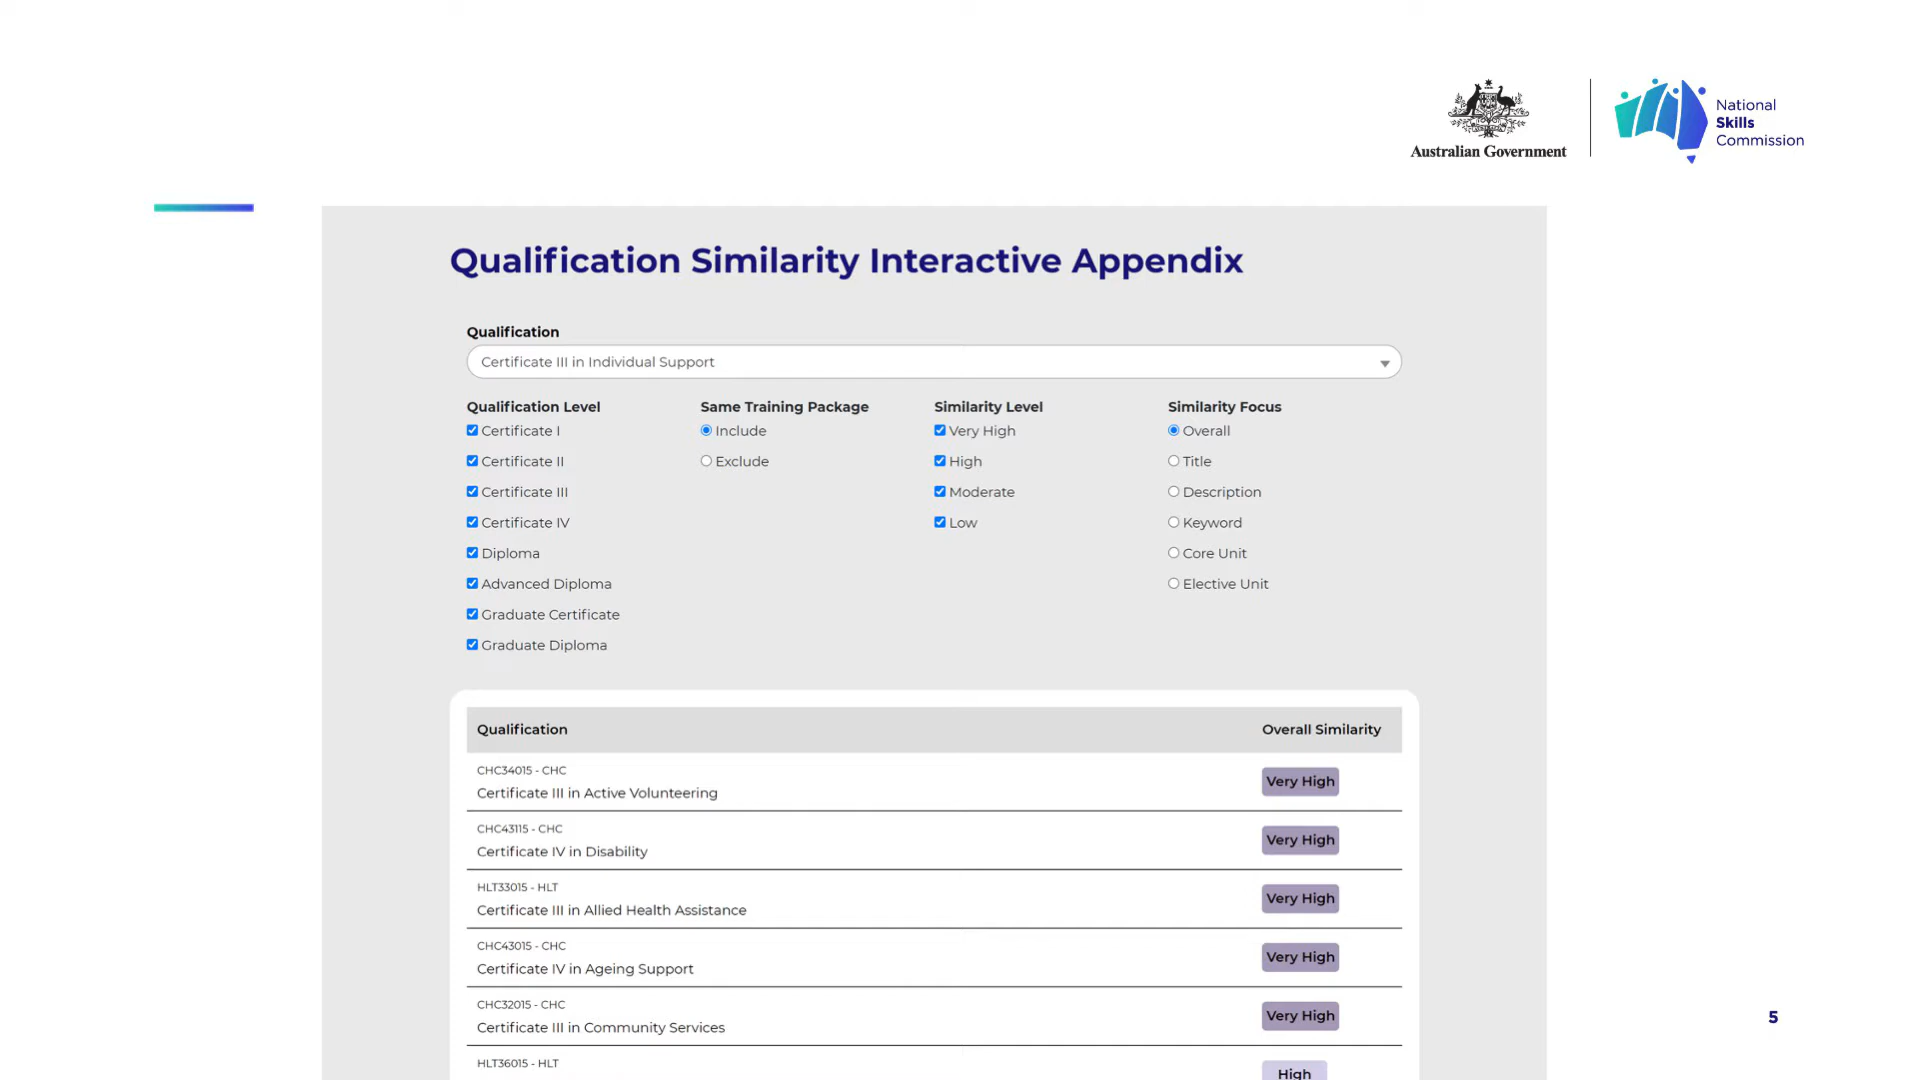 Australian Government
National
Skills
Commission
Qualification Similarity Interactive Appendix
Qualification
Certificate III in Individual Support
Qualification Level
Certificate I
Certificate II
Certificate III
Certificate IV
Diploma
Advanced Diploma
Graduate Certificate
Graduate Diploma
Same Training Package
Include
Exclude
Similarity Level
Very High
High
Moderate
Low
Similarity Focus
Overall
Title
Description
Keyword
Core Unit
Elective Unit
Qualification Overall Similarity
CHC34015 - CHC
Certificate III in Active Volunteering
Very High
CHC43115 - CHC
Certificate IV in Disability
Very High
HLT33015 - HLT
Certificate III in Allied Health Assistance
Very High
CHC43015 - CHC
Certificate IV in Ageing Support
Very High
CHC32015 - CHC
Certificate III in Community Services
Very High
HLT36015 - HLT
High
5